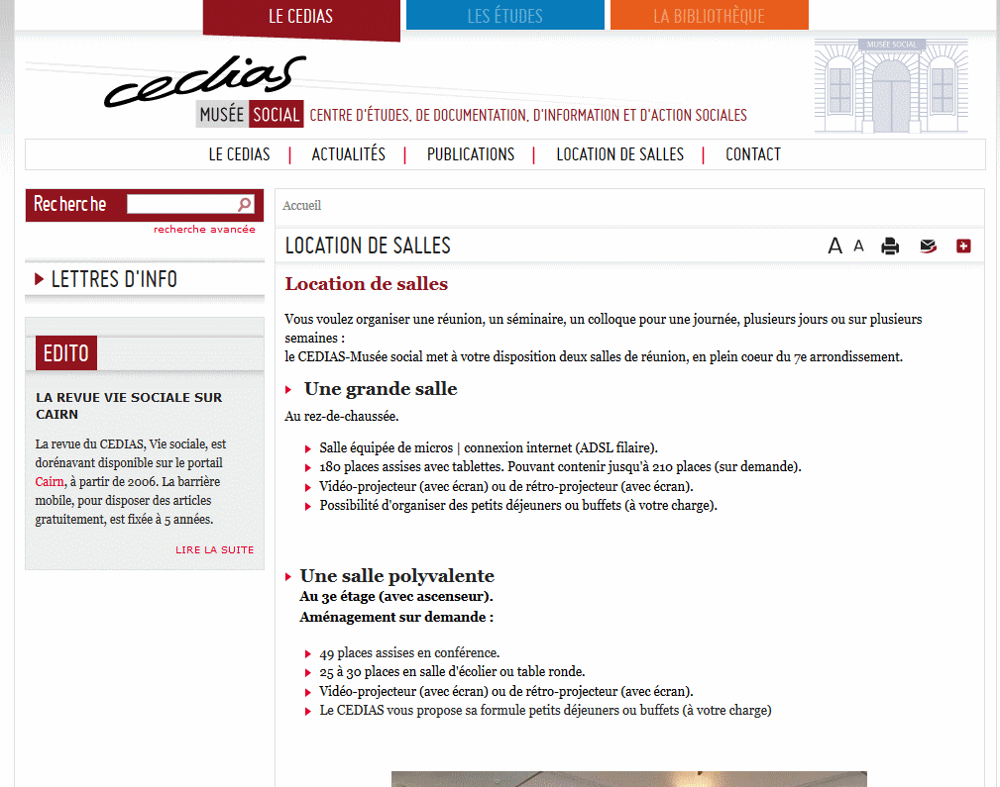 LE CEDIAS
LES ÉTUDES
LA BIBLIOTHÈQUE
MUSÉE SOCIAL
cedias
MUSÉE SOCIAL CENTRE D'ÉTUDES, DE DOCUMENTATION, D'INFORMATION ET D'ACTION SOCIALES
LE CEDIAS | ACTUALITÉS | PUBLICATIONS | LOCATION DE SALLES | CONTACT
Recherche
recherche avancée
LETTRES D'INFO
EDITO
LA REVUE VIE SOCIALE SUR
CAIRN
La revue du CEDIAS, Vie sociale, est
dorénavant disponible sur le portail
Cairn, à partir de 2006. La barrière
mobile, pour disposer des articles
gratuitement, est fixée à 5 années.
LIRE LA SUITE
Accueil
LOCATION DE SALLES
A A
Location de salles
Vous voulez organiser une réunion, un séminaire, un colloque pour une journée, plusieurs jours ou sur plusieurs
semaines :
le CEDIAS-Musée social met à votre disposition deux salles de réunion, en plein coeur du 7e arrondissement.
Une grande salle
Au rez-de-chaussée.
Salle équipée de micros | connexion internet (ADSL filaire).
180 places assises avec tablettes. Pouvant contenir jusqu'à 210 places (sur demande).
Vidéo-projecteur (avec écran) ou de rétro-projecteur (avec écran).
Possibilité d'organiser des petits déjeuners ou buffets (à votre charge).
Une salle polyvalente
Au 3e étage (avec ascenseur).
Aménagement sur demande :
49 places assises en conférence.
25 à 30 places en salle d'écolier ou table ronde.
Vidéo-projecteur (avec écran) ou de rétro-projecteur (avec écran).
Le CEDIAS vous propose sa formule petits déjeuners ou buffets (à votre charge)